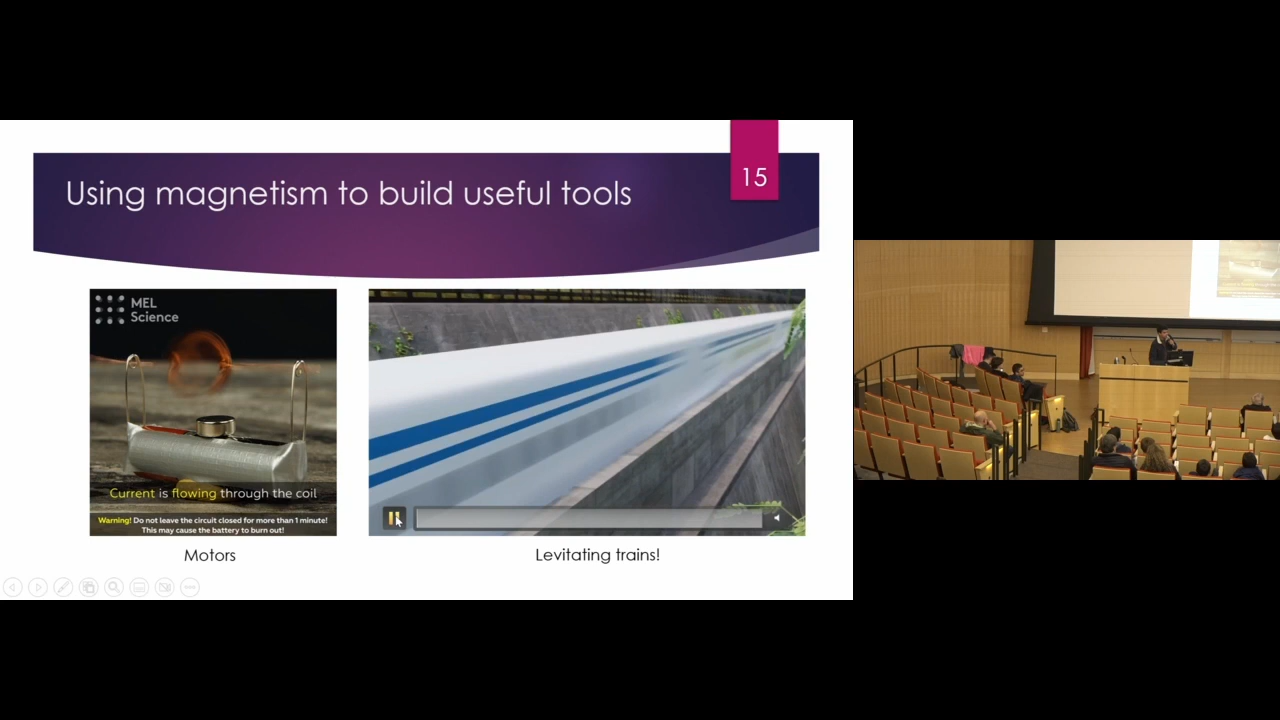 Using magnetism to build useful tools
15
MEL
Science
Current is flowing through the coil
Warning! Do not leave the circuit closed for more than 1 minute!
This may cause the battery to burn out!
Motors
Levitating trains!